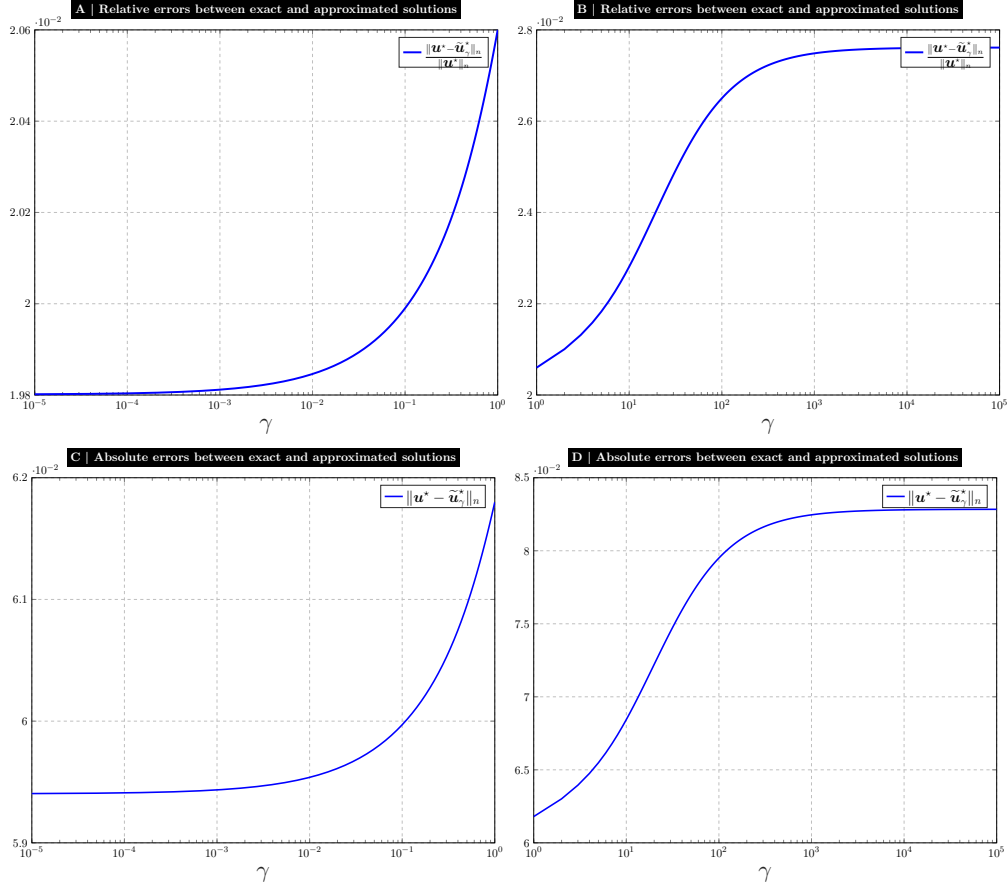 A | Relative errors between exact and approximated solutions
·10⁻²
2.06
2.04
2.02
2
1.98
‖𝒖⋆−𝒖̃⋆_γ‖ₙ
‖𝒖⋆‖ₙ
10⁻⁵ 10⁻⁴ 10⁻³ 10⁻² 10⁻¹ 10⁰
γ
B | Relative errors between exact and approximated solutions
·10⁻²
2.8
2.6
2.4
2.2
2
‖𝒖⋆−𝒖̃⋆_γ‖ₙ
‖𝒖⋆‖ₙ
10⁰ 10¹ 10² 10³ 10⁴ 10⁵
γ
C | Absolute errors between exact and approximated solutions
·10⁻²
6.2
6.1
6
5.9
‖𝒖⋆ − 𝒖̃⋆_γ‖ₙ
10⁻⁵ 10⁻⁴ 10⁻³ 10⁻² 10⁻¹ 10⁰
γ
D | Absolute errors between exact and approximated solutions
·10⁻²
8.5
8
7.5
7
6.5
6
‖𝒖⋆ − 𝒖̃⋆_γ‖ₙ
10⁰ 10¹ 10² 10³ 10⁴ 10⁵
γ